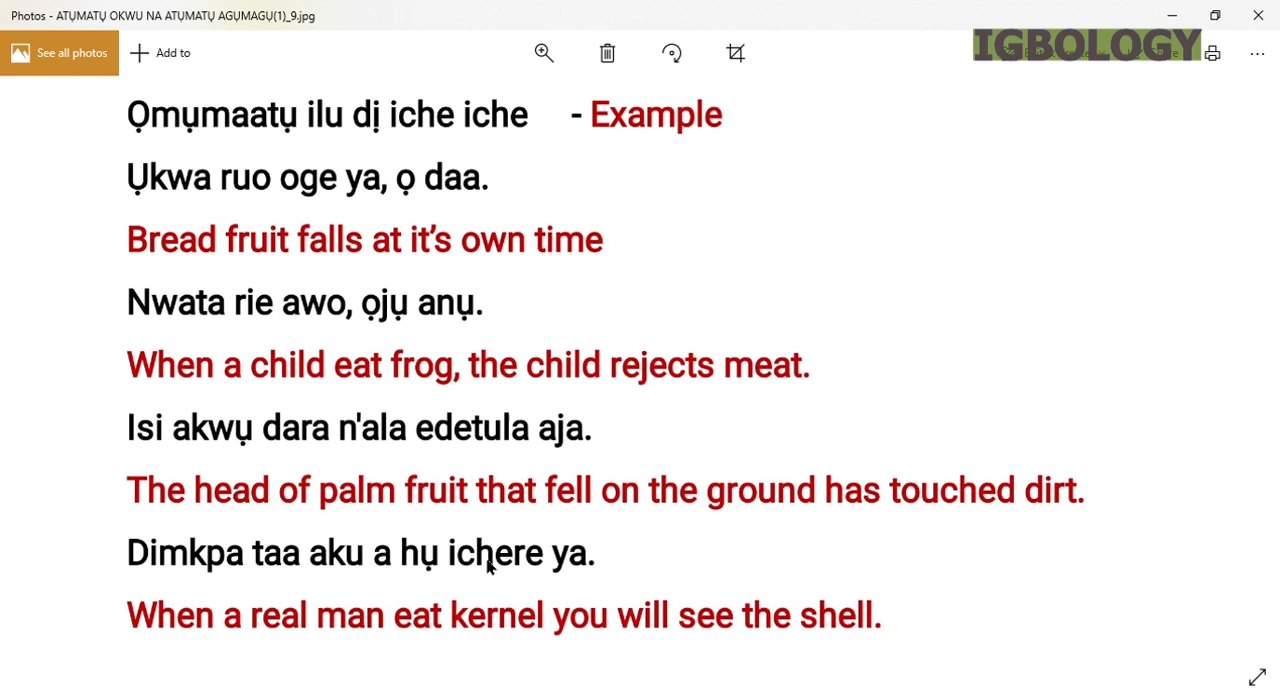 Photos - ATỤMATỤ OKWU NA ATỤMATỤ AGỤMAGỤ(1)_9.jpg
See all photos
Add to
IGBOLOGY
Ọmụmaatụ ilu dị iche iche - Example
Ụkwa ruo oge ya, ọ daa.
Bread fruit falls at it's own time
Nwata rie awo, ọjụ anụ.
When a child eat frog, the child rejects meat.
Isi akwụ dara n'ala edetula aja.
The head of palm fruit that fell on the ground has touched dirt.
Dimkpa taa aku a hụ ichere ya.
When a real man eat kernel you will see the shell.